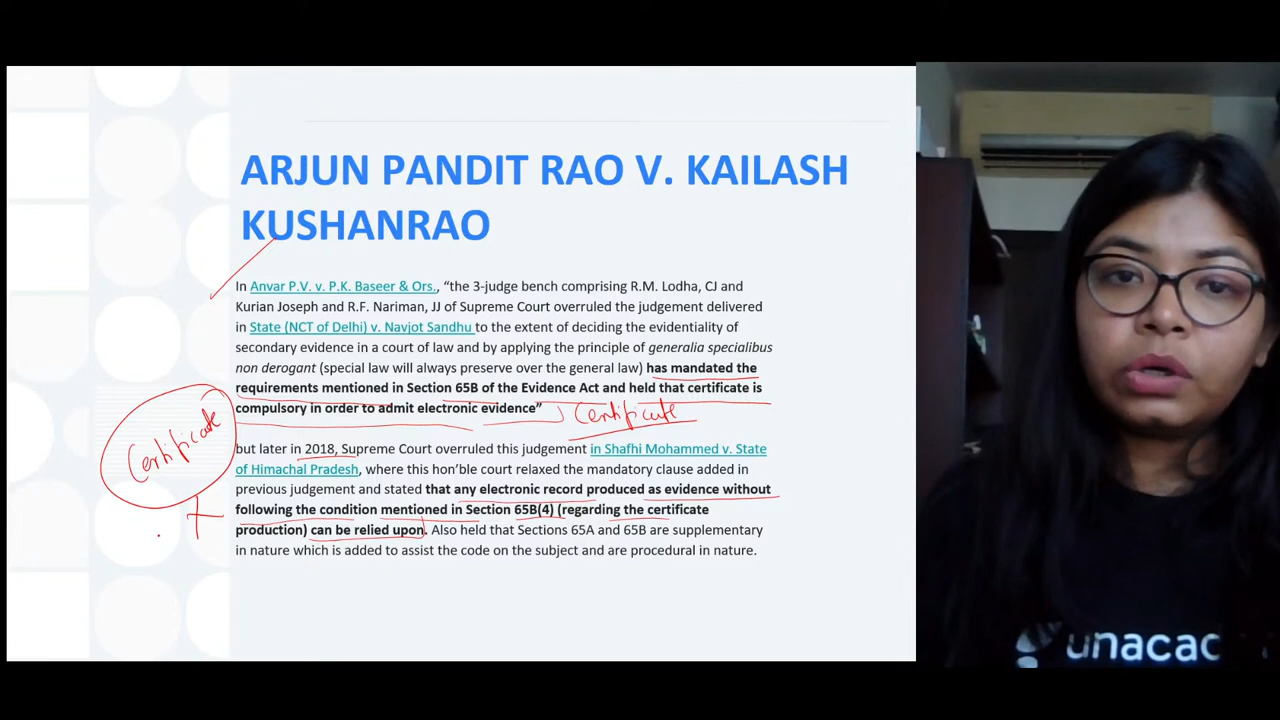 ARJUN PANDIT RAO V. KAILASH
KUSHANRAO
In Anvar P.V. v. P.K. Baseer & Ors., “the 3-judge bench comprising R.M. Lodha, CJ and
Kurian Joseph and R.F. Nariman, JJ of Supreme Court overruled the judgement delivered
in State (NCT of Delhi) v. Navjot Sandhu to the extent of deciding the evidentiality of
secondary evidence in a court of law and by applying the principle of generalia specialibus
non derogant (special law will always preserve over the general law) has mandated the
requirements mentioned in Section 65B of the Evidence Act and held that certificate is
compulsory in order to admit electronic evidence”
Certificate
Certificate
but later in 2018, Supreme Court overruled this judgement in Shafhi Mohammed v. State
of Himachal Pradesh, where this hon’ble court relaxed the mandatory clause added in
previous judgement and stated that any electronic record produced as evidence without
following the condition mentioned in Section 65B(4) (regarding the certificate
production) can be relied upon. Also held that Sections 65A and 65B are supplementary
in nature which is added to assist the code on the subject and are procedural in nature.
unacad